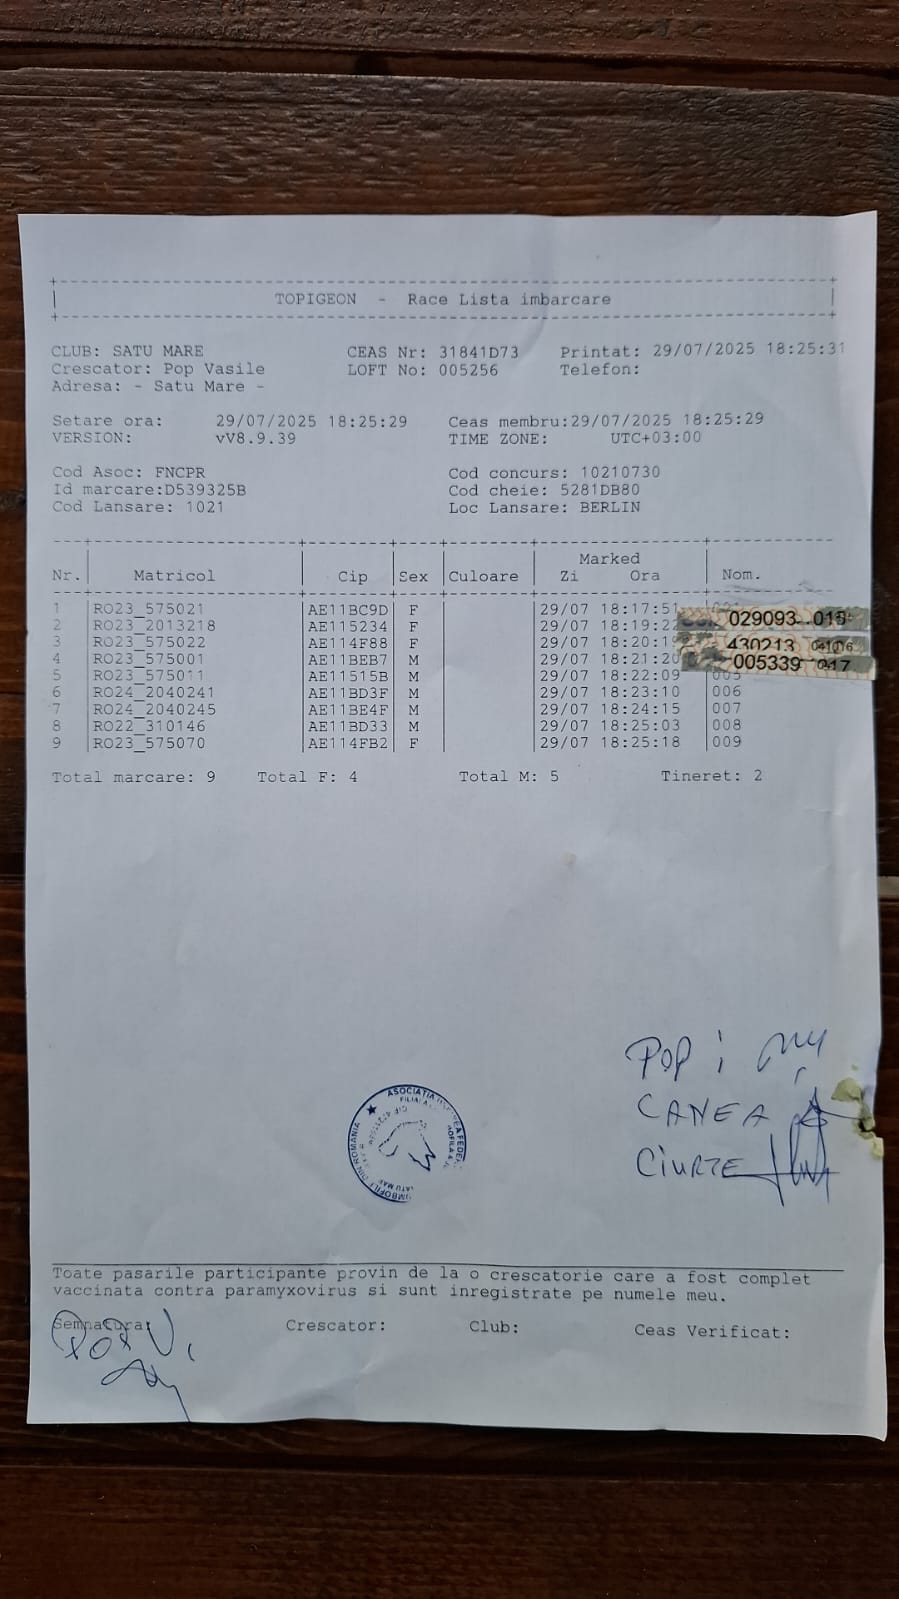 TOPIGEON - Race Lista imbarcare
CLUB: SATU MARE CEAS Nr: 31841D73 Printat: 29/07/2025 18:25:31
Crescator: Pop Vasile LOFT No: 005256 Telefon:
Adresa: - Satu Mare -
Setare ora: 29/07/2025 18:25:29 Ceas membru:29/07/2025 18:25:29
VERSION: vV8.9.39 TIME ZONE: UTC+03:00
Cod Asoc: FNCPR Cod concurs: 10210730
Id marcare:D539325B Cod cheie: 5281DB80
Cod Lansare: 1021 Loc Lansare: BERLIN
Marked
Nr. Matricol Cip Sex Culoare Zi Ora Nom.
1 RO23_575021 AE11BC9D F 29/07 18:17:51
029093
2 RO23_2013218 AE115234 F 29/07 18:19:22
3 RO23_575022 AE114F88 F 29/07 18:20:19
430213
4 RO23_575001 AE11BEB7 M 29/07 18:21:20
005339
5 RO23_575011 AE11515B M 29/07 18:22:09 005
6 RO24_2040241 AE11BD3F M 29/07 18:23:10 006
7 RO24_2040245 AE11BE4F M 29/07 18:24:15 007
8 RO22_310146 AE11BD33 M 29/07 18:25:03 008
9 RO23_575070 AE114FB2 F 29/07 18:25:18 009
Total marcare: 9 Total F: 4 Total M: 5 Tineret: 2
POP i
CANEA
CIURTE
ASOCIATIA
DIN ROMANIA
Toate pasarile participante provin de la o crescatorie care a fost complet
vaccinata contra paramyxovirus si sunt inregistrate pe numele meu.
Semnatura: Crescator: Club: Ceas Verificat:
POP V.